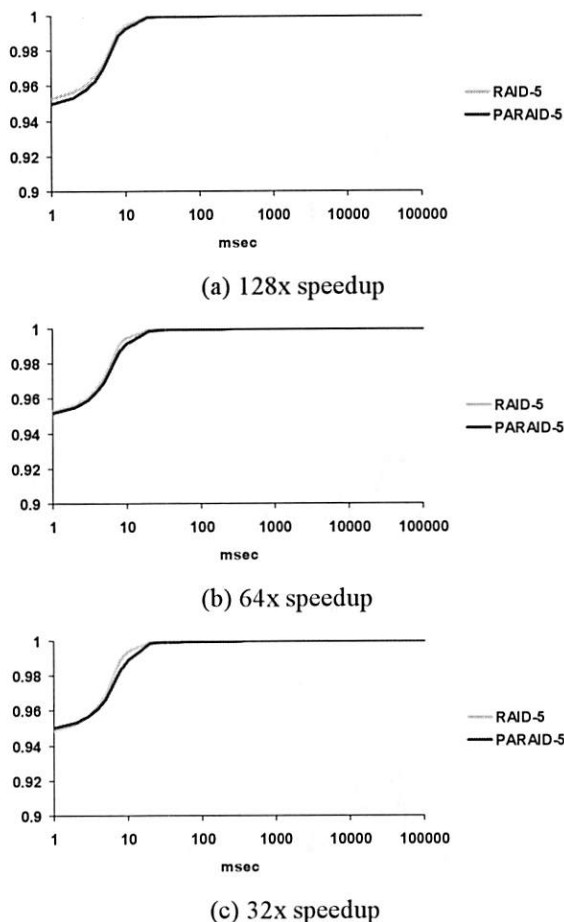 1
0.98
0.96
0.94
0.92
0.9
1 10 100 1000 10000 100000
msec
RAID-5
PARAID-5
(a) 128x speedup
1
0.98
0.96
0.94
0.92
0.9
1 10 100 1000 10000 100000
msec
RAID-5
PARAID-5
(b) 64x speedup
1
0.98
0.96
0.94
0.92
0.9
1 10 100 1000 10000 100000
msec
RAID-5
PARAID-5
(c) 32x speedup